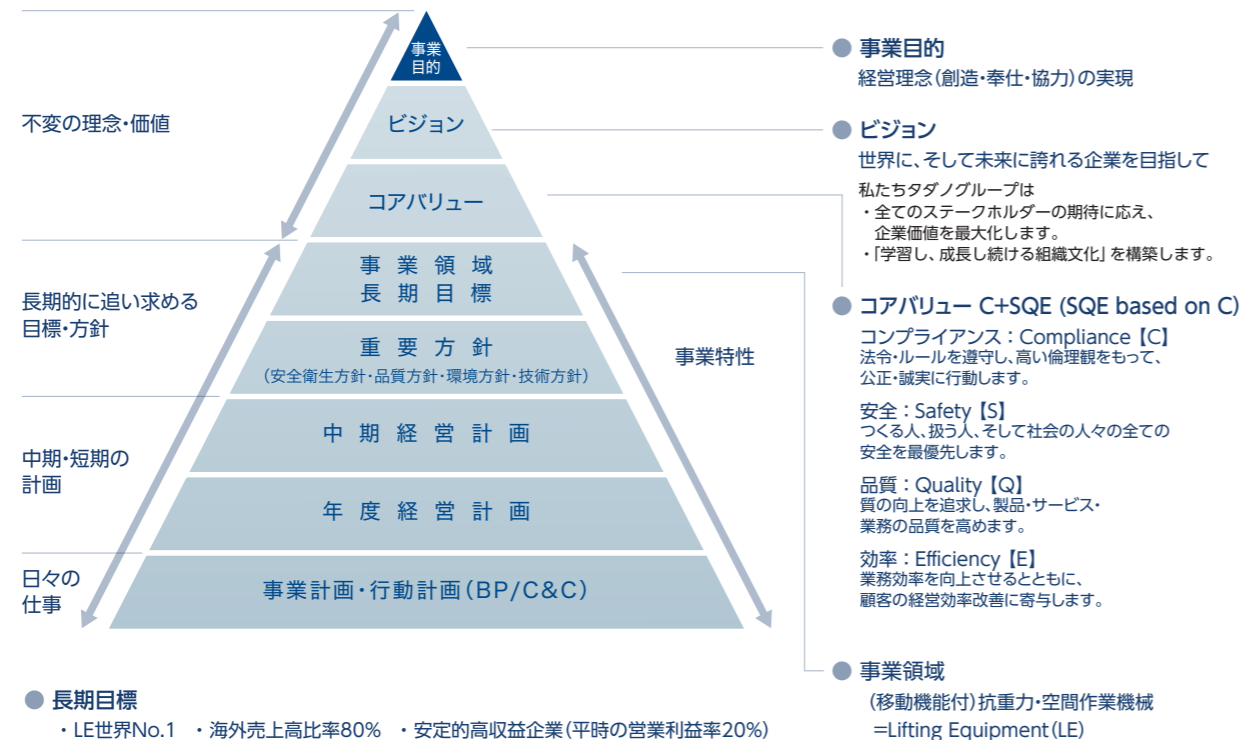 不変の理念・価値
長期的に追い求める
目標・方針
中期・短期の
計画
日々の
仕事
事業
目的
ビジョン
コアバリュー
事業領域
長期目標
重要方針
(安全衛生方針・品質方針・環境方針・技術方針)
中期経営計画
年度経営計画
事業計画・行動計画(BP/C&C)
事業特性
● 事業目的
経営理念(創造・奉仕・協力)の実現
● ビジョン
世界に、そして未来に誇れる企業を目指して
私たちタダノグループは
・全てのステークホルダーの期待に応え、
企業価値を最大化します。
・「学習し、成長し続ける組織文化」を構築します。
● コアバリュー C+SQE (SQE based on C)
コンプライアンス：Compliance【C】
法令・ルールを遵守し、高い倫理観をもって、
公正・誠実に行動します。
安全：Safety【S】
つくる人、扱う人、そして社会の人々の全ての
安全を最優先します。
品質：Quality【Q】
質の向上を追求し、製品・サービス・
業務の品質を高めます。
効率：Efficiency【E】
業務効率を向上させるとともに、
顧客の経営効率改善に寄与します。
● 事業領域
(移動機能付)抗重力・空間作業機械
=Lifting Equipment(LE)
● 長期目標
・LE世界No.1 ・海外売上高比率80% ・安定的高収益企業(平時の営業利益率20%)